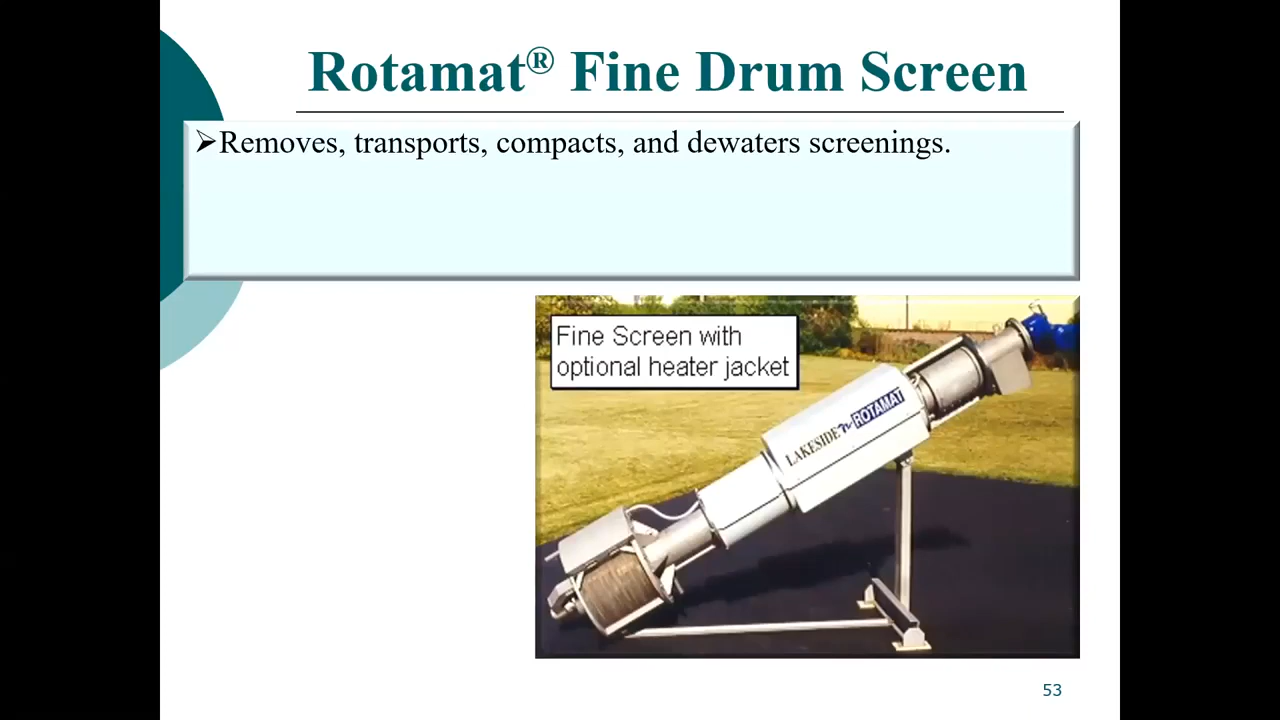 Rotamat® Fine Drum Screen
➢Removes, transports, compacts, and dewaters screenings.
Fine Screen with
optional heater jacket
LAKESIDE ROTAMAT
53